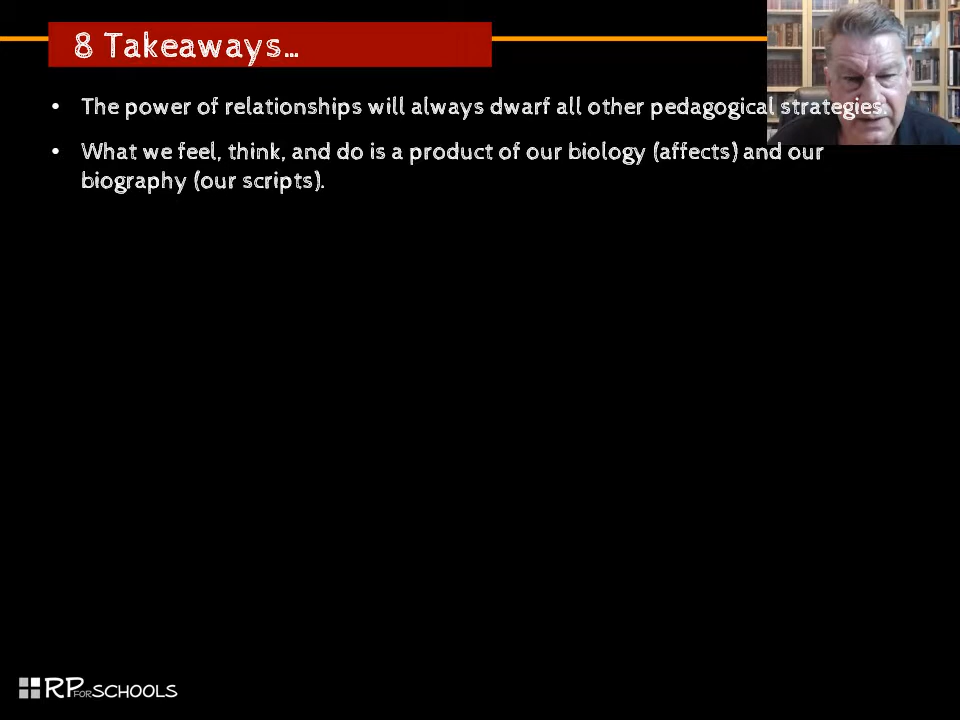 8 Takeaways...
• The power of relationships will always dwarf all other pedagogical strategies.
• What we feel, think, and do is a product of our biology (affects) and our
biography (our scripts).
RP FOR SCHOOLS